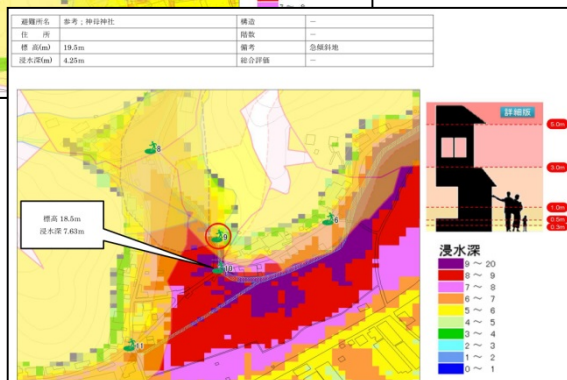 避難所名 参考；神母神社 構造 －
住 所 階数 －
標 高(m) 19.5m 備考 急傾斜地
浸水深(m) 4.25m 総合評価 －
8
標高 18.5m
浸水深 7.63m
9
6
10
11
詳細版
5.0m
3.0m
1.0m
0.5m
0.3m
浸水深
9 ～ 20
8 ～ 9
7 ～ 8
6 ～ 7
5 ～ 6
4 ～ 5
3 ～ 4
2 ～ 3
1 ～ 2
0 ～ 1